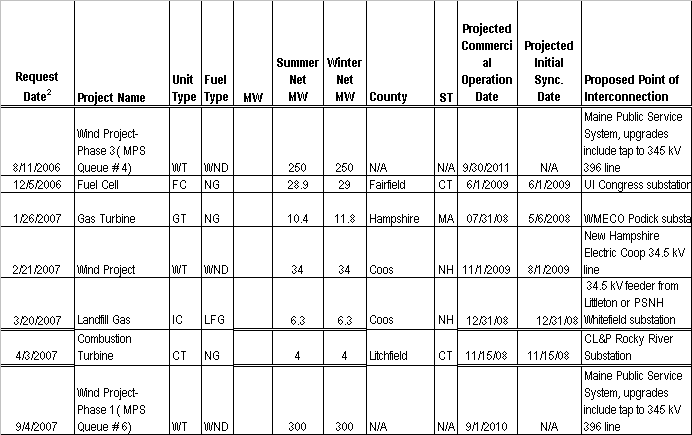 Request Date2 Project Name Unit Type Fuel Type MW Summer Net MW Winter Net MW County ST Projected Commerci al Operation Date Projected Initial Sync. Date Proposed Point of Interconnection
8/11/2006 Wind Project- Phase 3 ( MPS Queue # 4) WT WND 250 250 N/A N/A 9/30/2011 N/A Maine Public Service System, upgrades include tap to 345 kV 396 line
12/5/2006 Fuel Cell FC NG 28.9 29 Fairfield CT 6/1/2009 6/1/2009 UI Congress substation
1/26/2007 Gas Turbine GT NG 10.4 11.8 Hampshire MA 07/31/08 5/6/2008 WMECO Podick substa
2/21/2007 Wind Project WT WND 34 34 Coos NH 11/1/2009 8/1/2009 New Hampshire Electric Coop 34.5 kV line
3/20/2007 Landfill Gas IC LFG 6.3 6.3 Coos NH 12/31/08 12/31/08 34.5 kV feeder from Littleton or PSNH Whitefield substation
4/3/2007 Combustion Turbine CT NG 4 4 Litchfield CT 11/15/08 11/15/08 CL&P Rocky River Substation
9/4/2007 Wind Project- Phase 1 ( MPS Queue # 6) WT WND 300 300 N/A N/A 9/1/2010 N/A Maine Public Service System, upgrades include tap to 345 kV 396 line